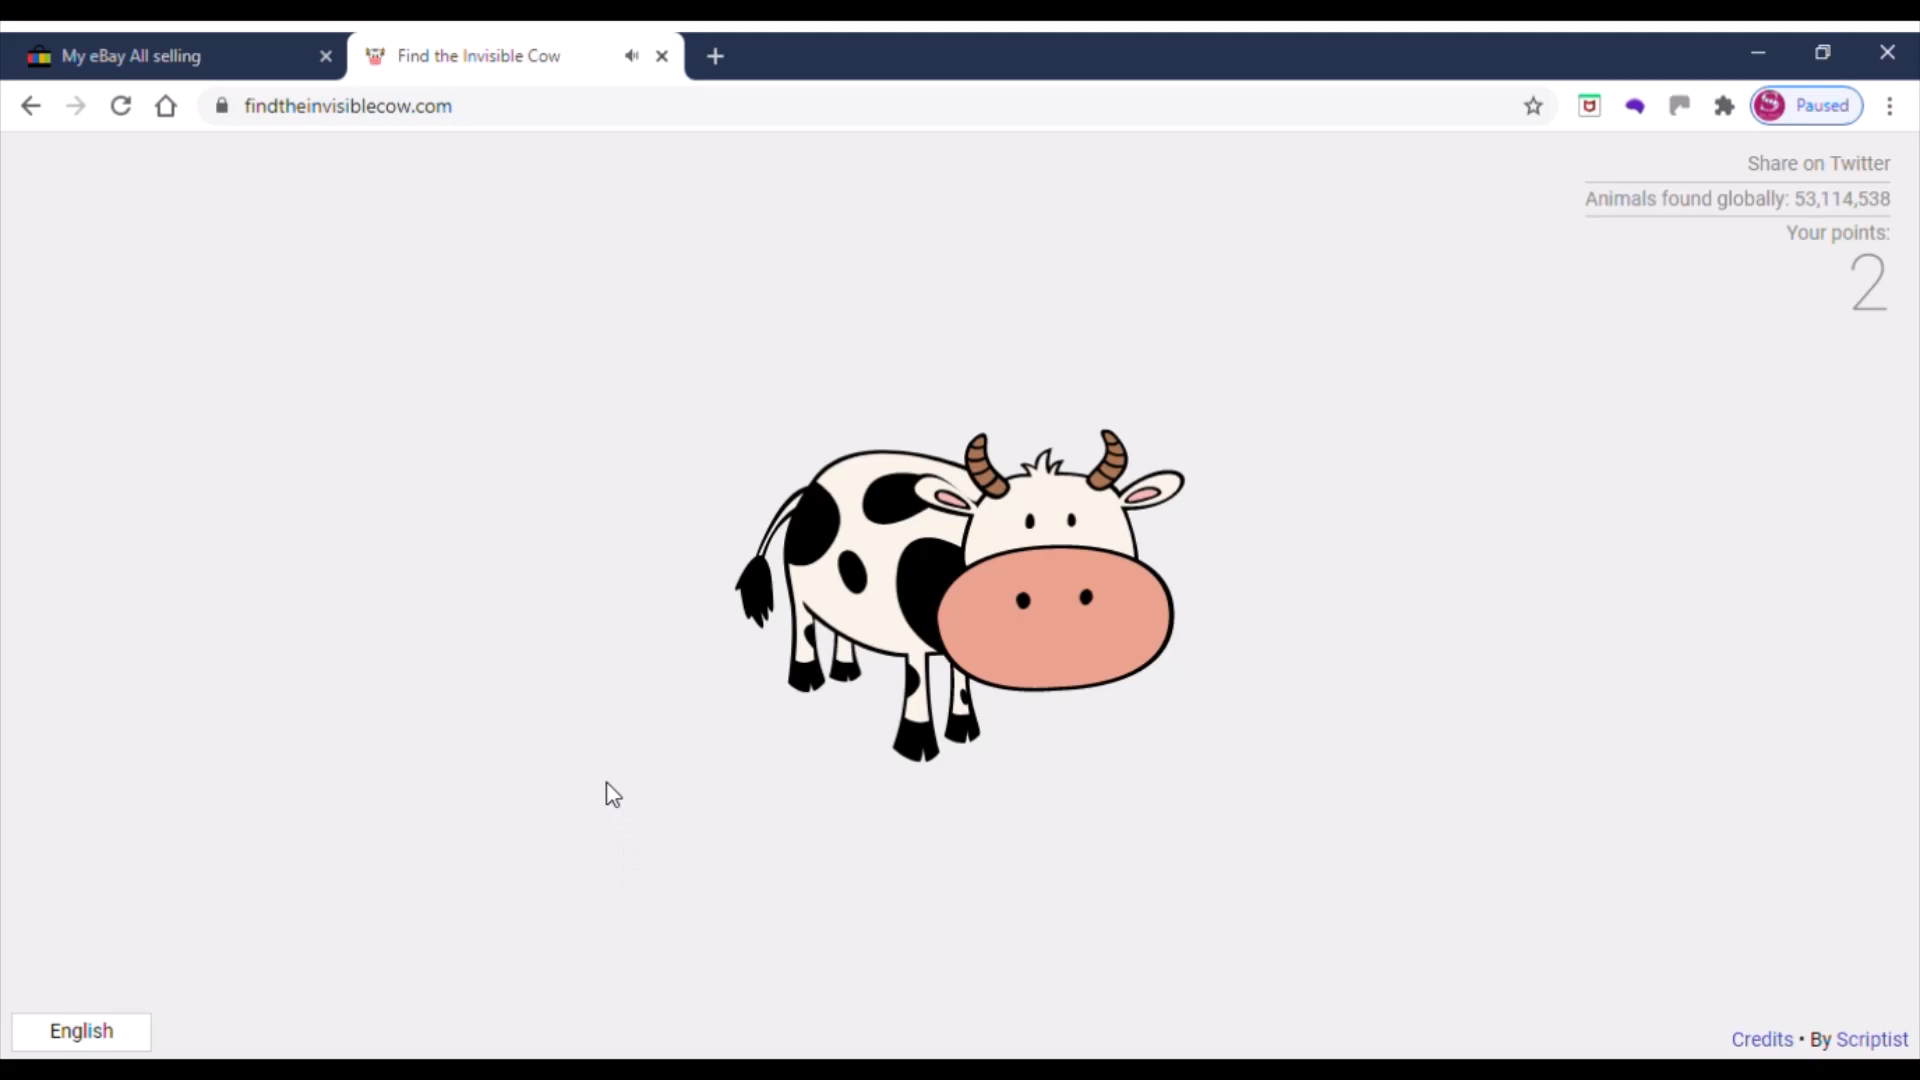 My eBay All selling
Find the Invisible Cow
findtheinvisiblecow.com
Paused
Share on Twitter
Animals found globally: 53,114,538
Your points:
2
English
Credits • By Scriptist